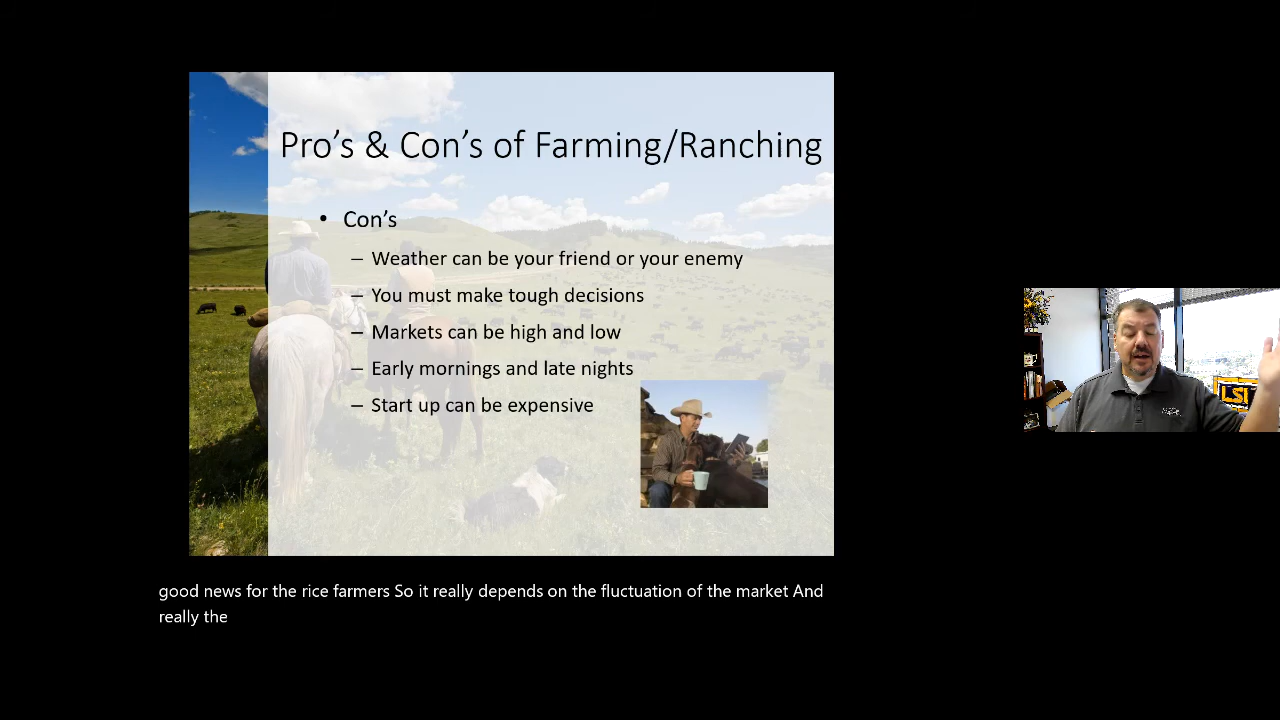 Pro’s & Con’s of Farming/Ranching
• Con’s
– Weather can be your friend or your enemy
– You must make tough decisions
– Markets can be high and low
– Early mornings and late nights
– Start up can be expensive
LSU
good news for the rice farmers So it really depends on the fluctuation of the market And
really the